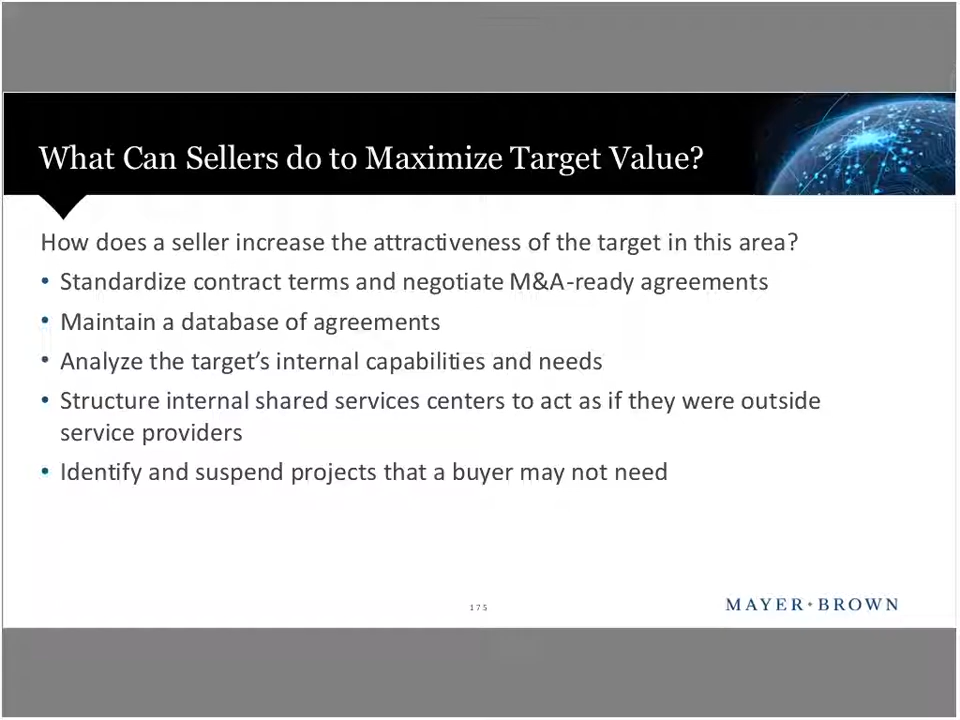 What Can Sellers do to Maximize Target Value?
How does a seller increase the attractiveness of the target in this area?
• Standardize contract terms and negotiate M&A-ready agreements
• Maintain a database of agreements
• Analyze the target’s internal capabilities and needs
• Structure internal shared services centers to act as if they were outside
service providers
• Identify and suspend projects that a buyer may not need
175
MAYER•BROWN